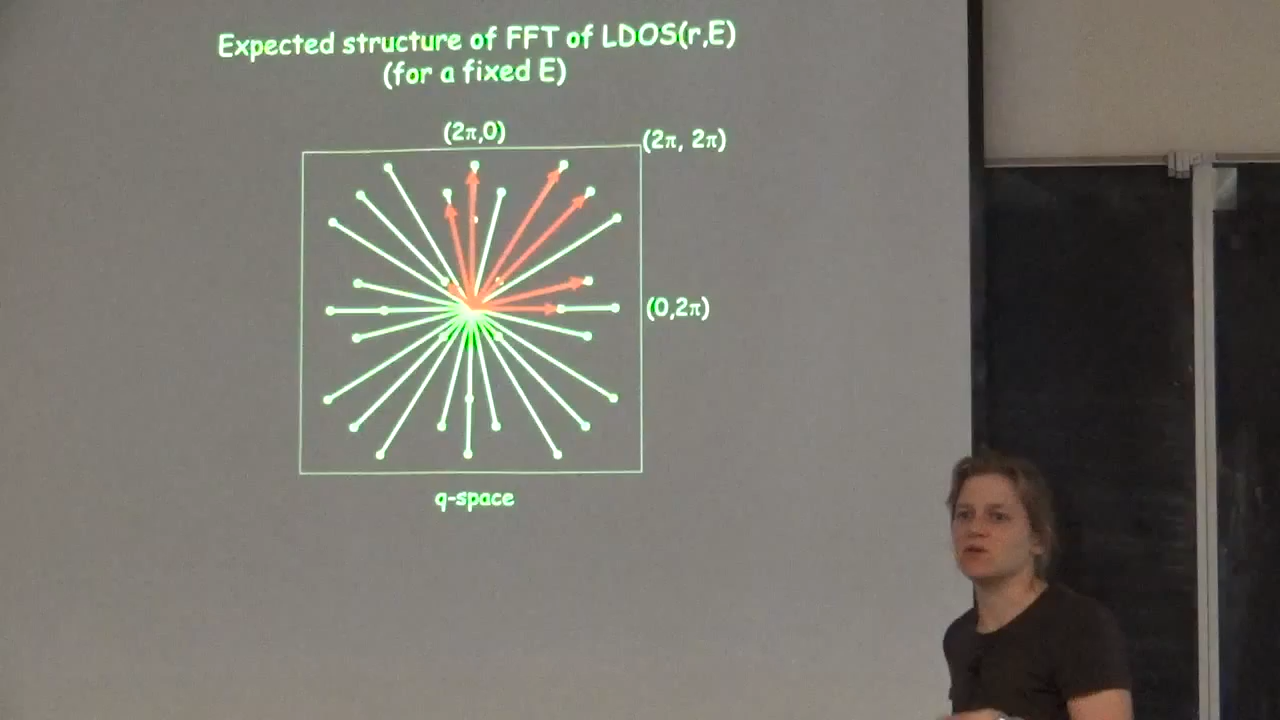 Expected structure of FFT of LDOS(r,E)
(for a fixed E)
(2π,0)
(2π, 2π)
(0,2π)
q-space